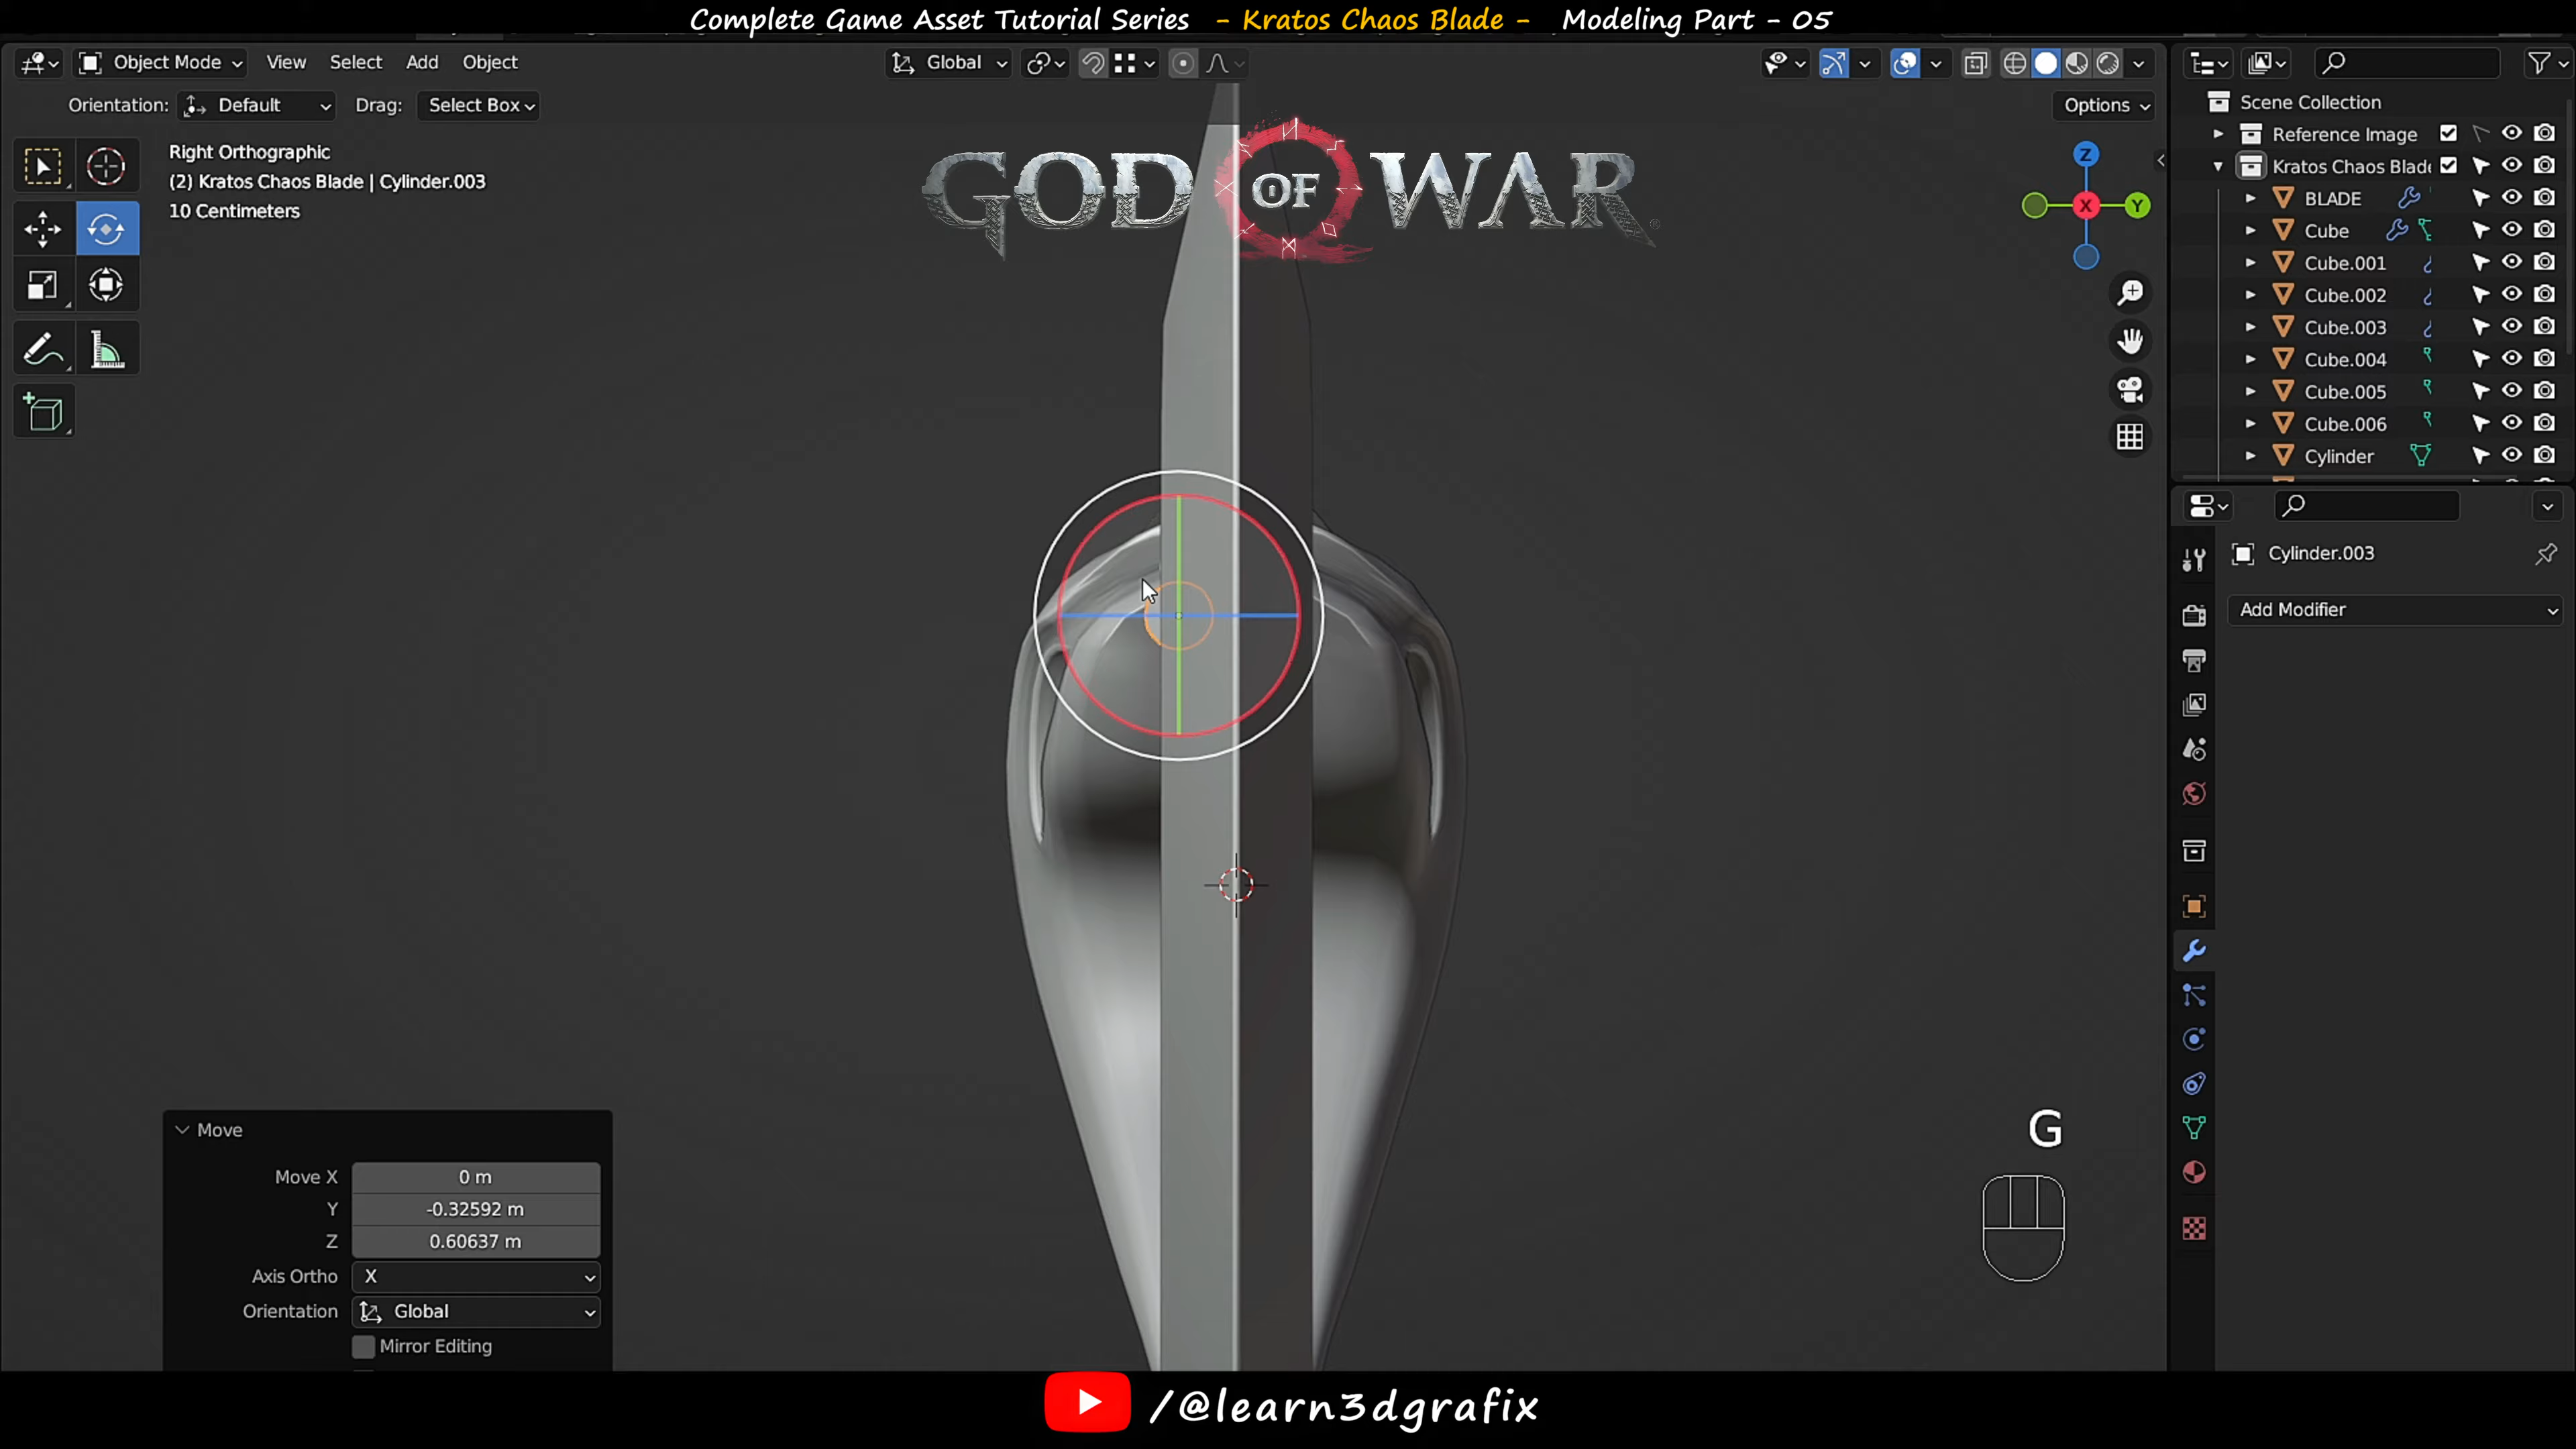 Complete Game Asset Tutorial Series - Kratos Chaos Blade - Modeling Part - 05
Object Mode View Select Add Object Global
Orientation: Default Drag: Select Box Options
Right Orthographic
(2) Kratos Chaos Blade | Cylinder.003
10 Centimeters
GOD OF WAR
Z
Y
X
Scene Collection
Reference Image
Kratos Chaos Blade
BLADE
Cube
Cube.001
Cube.002
Cube.003
Cube.004
Cube.005
Cube.006
Cylinder
Cylinder.003
Add Modifier
G
Move
Move X 0 m
Y -0.32592 m
Z 0.60637 m
Axis Ortho X
Orientation Global
Mirror Editing
/@learn3dgrafix